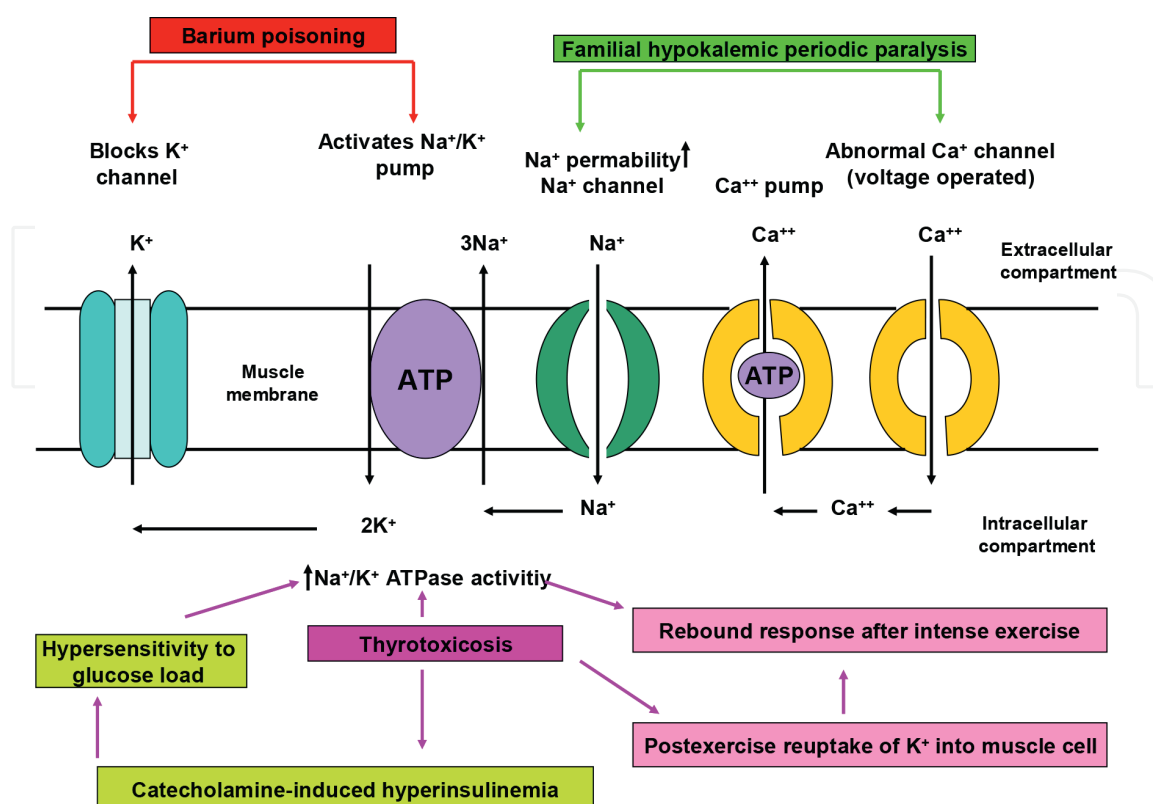 Barium poisoning
Familial hypokalemic periodic paralysis
Blocks K⁺
channel
Activates Na⁺/K⁺
pump
Na⁺ permability
Na⁺ channel
Ca⁺⁺ pump
Abnormal Ca⁺ channel
(voltage operated)
K⁺
3Na⁺
Na⁺
Ca⁺⁺
Ca⁺⁺
Extracellular
compartment
Muscle
membrane
ATP
ATP
2K⁺
Na⁺
Ca⁺⁺
Intracellular
compartment
Na⁺/K⁺ ATPase activitiy
Hypersensitivity to
glucose load
Thyrotoxicosis
Rebound response after intense exercise
Postexercise reuptake of K⁺ into muscle cell
Catecholamine-induced hyperinsulinemia